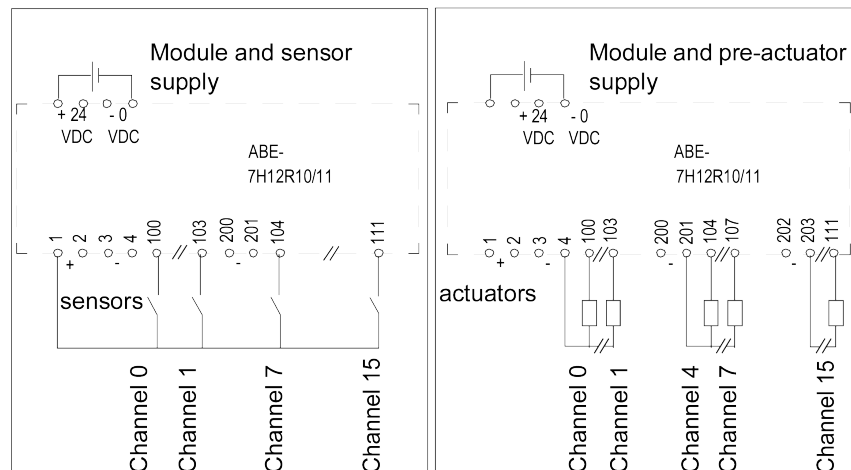 Module and sensor
supply
+ 24 - 0
VDC VDC
ABE-
7H12R10/11
1 2 3 4 100 // 103 200 201 104 // 111
+ - -
sensors
Channel 0
Channel 1
Channel 7
Channel 15
Module and pre-actuator
supply
+ 24 - 0
VDC VDC
ABE-
7H12R10/11
1 2 3 4 100 // 103 200 201 104 // 107 202 203 // 111
+ - - -
actuators
Channel 0
Channel 1
Channel 4
Channel 7
Channel 15